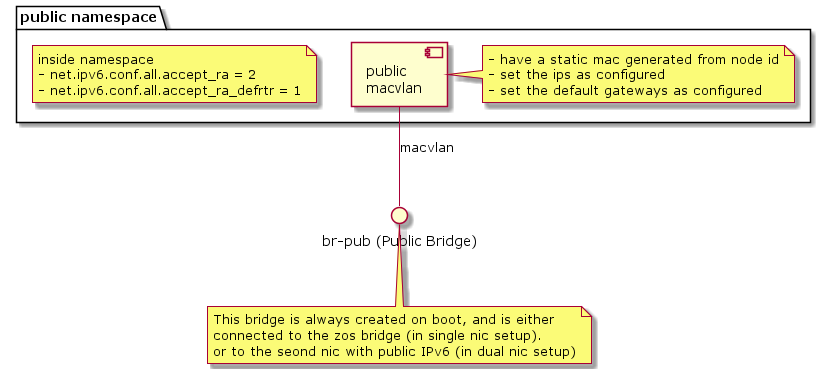 public namespace
inside namespace
- net.ipv6.conf.all.accept_ra = 2
- net.ipv6.conf.all.accept_ra_defrtr = 1
public
macvlan
- have a static mac generated from node id
- set the ips as configured
- set the default gateways as configured
macvlan
br-pub (Public Bridge)
This bridge is always created on boot, and is either
connected to the zos bridge (in single nic setup).
or to the seond nic with public IPv6 (in dual nic setup)